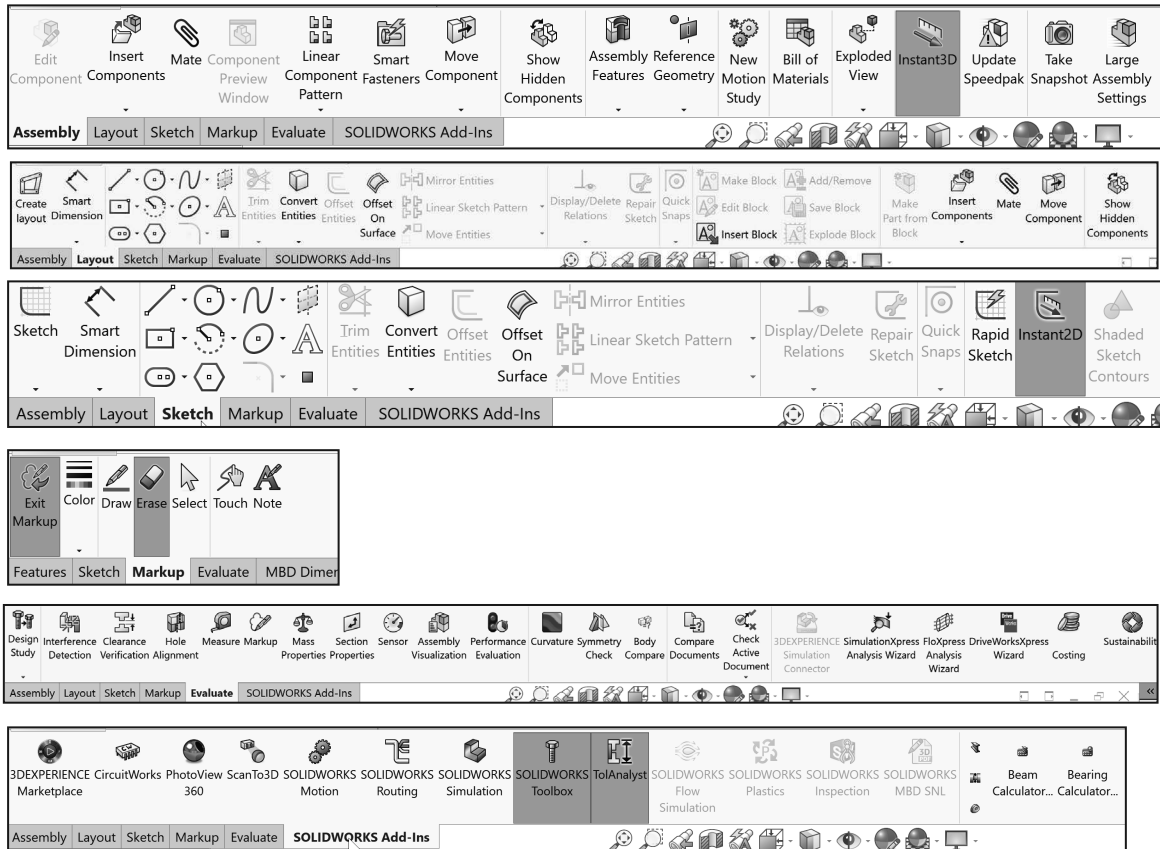 Edit Component
Insert Components
Mate
Component Preview Window
Linear Component Pattern
Smart Fasteners
Move Component
Show Hidden Components
Assembly Features
Reference Geometry
New Motion Study
Bill of Materials
Exploded View
Instant3D
Update Speedpak
Take Snapshot
Large Assembly Settings
Assembly Layout Sketch Markup Evaluate SOLIDWORKS Add-Ins
Create layout
Smart Dimension
Trim Entities
Convert Entities
Offset Entities
Offset On Surface
Mirror Entities
Linear Sketch Pattern
Move Entities
Display/Delete Relations
Repair Sketch
Quick Snaps
Make Block
Edit Block
Insert Block
Add/Remove
Save Block
Explode Block
Make Part from Block
Insert Components
Mate
Move Component
Show Hidden Components
Assembly Layout Sketch Markup Evaluate SOLIDWORKS Add-Ins
Sketch
Smart Dimension
Trim Entities
Convert Entities
Offset Entities
Offset On Surface
Mirror Entities
Linear Sketch Pattern
Move Entities
Display/Delete Relations
Repair Sketch
Quick Snaps
Rapid Sketch
Instant2D
Shaded Sketch Contours
Assembly Layout Sketch Markup Evaluate SOLIDWORKS Add-Ins
Exit Markup
Color
Draw
Erase
Select
Touch
Note
Features Sketch Markup Evaluate MBD Dimer
Design Study
Interference Detection
Clearance Verification
Hole Alignment
Measure
Markup
Mass Properties
Section Properties
Sensor
Assembly Visualization
Performance Evaluation
Curvature
Symmetry Check
Body Compare
Compare Documents
Check Active Document
3DEXPERIENCE Simulation Connector
SimulationXpress Analysis Wizard
FloXpress Analysis Wizard
DriveWorksXpress Wizard
Costing
Sustainabilit
Assembly Layout Sketch Markup Evaluate SOLIDWORKS Add-Ins
3DEXPERIENCE Marketplace
CircuitWorks
PhotoView 360
ScanTo3D
SOLIDWORKS Motion
SOLIDWORKS Routing
SOLIDWORKS Simulation
SOLIDWORKS Toolbox
TolAnalyst
SOLIDWORKS Flow Simulation
SOLIDWORKS Plastics
SOLIDWORKS Inspection
SOLIDWORKS MBD SNL
Beam Calculator...
Bearing Calculator...
Assembly Layout Sketch Markup Evaluate SOLIDWORKS Add-Ins